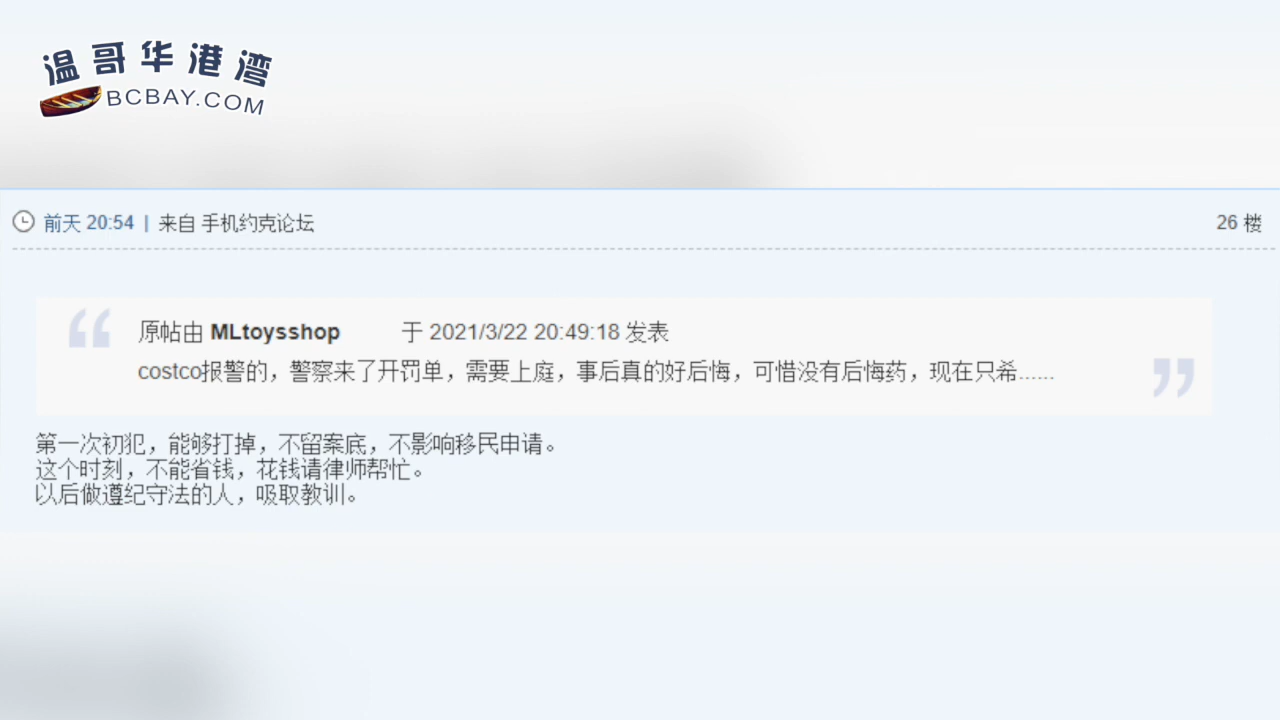 温哥华港湾
BCBAY.COM
前天 20:54 | 来自 手机约克论坛
26 楼
原帖由 MLtoysshop 于 2021/3/22 20:49:18 发表
costco报警的，警察来了开罚单，需要上庭，事后真的好后悔，可惜没有后悔药，现在只希......
第一次初犯，能够打掉，不留案底，不影响移民申请。
这个时刻，不能省钱，花钱请律师帮忙。
以后做遵纪守法的人，吸取教训。